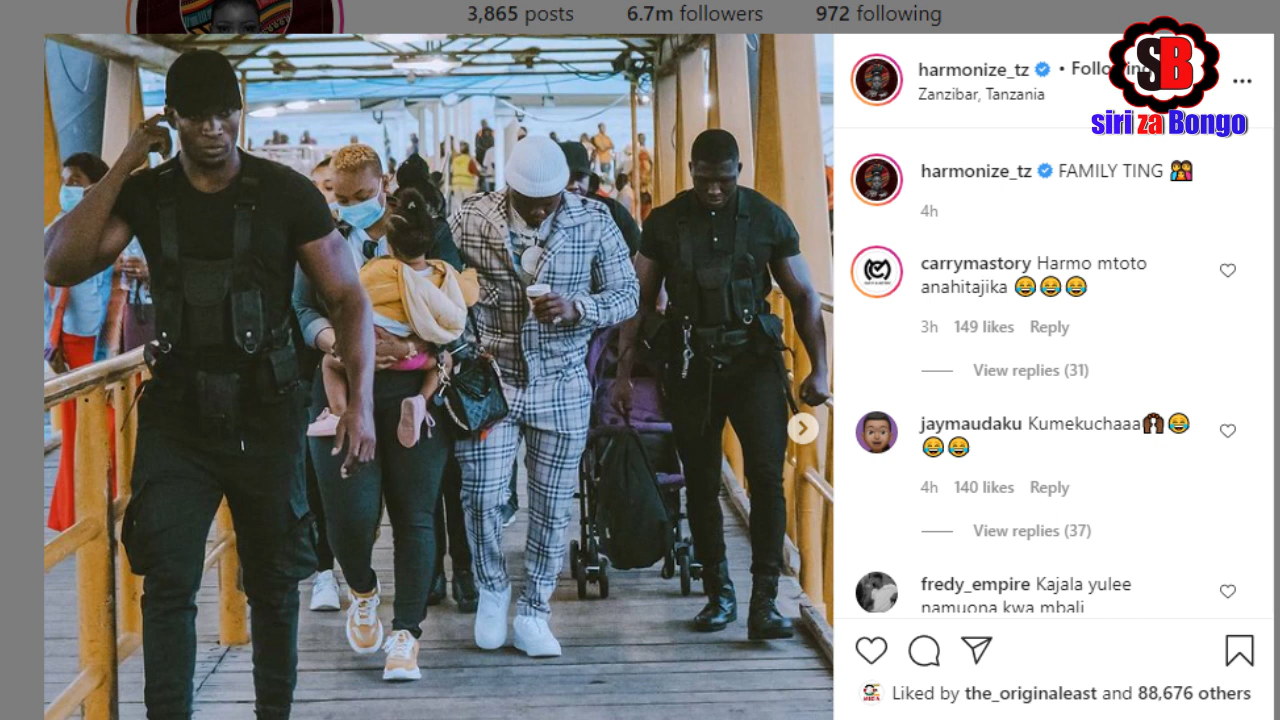 3,865 posts 6.7m followers 972 following
harmonize_tz • Following
Zanzibar, Tanzania
SB
siri za Bongo
harmonize_tz FAMILY TING
4h
carrymastory Harmo mtoto
anahitajika 😂😂😂
3h 149 likes Reply
View replies (31)
jaymaudaku Kumekuchaaa🙌🏿😂
😂😂
4h 140 likes Reply
View replies (37)
fredy_empire Kajala yulee
namuona kwa mbali
Liked by the_originaleast and 88,676 others